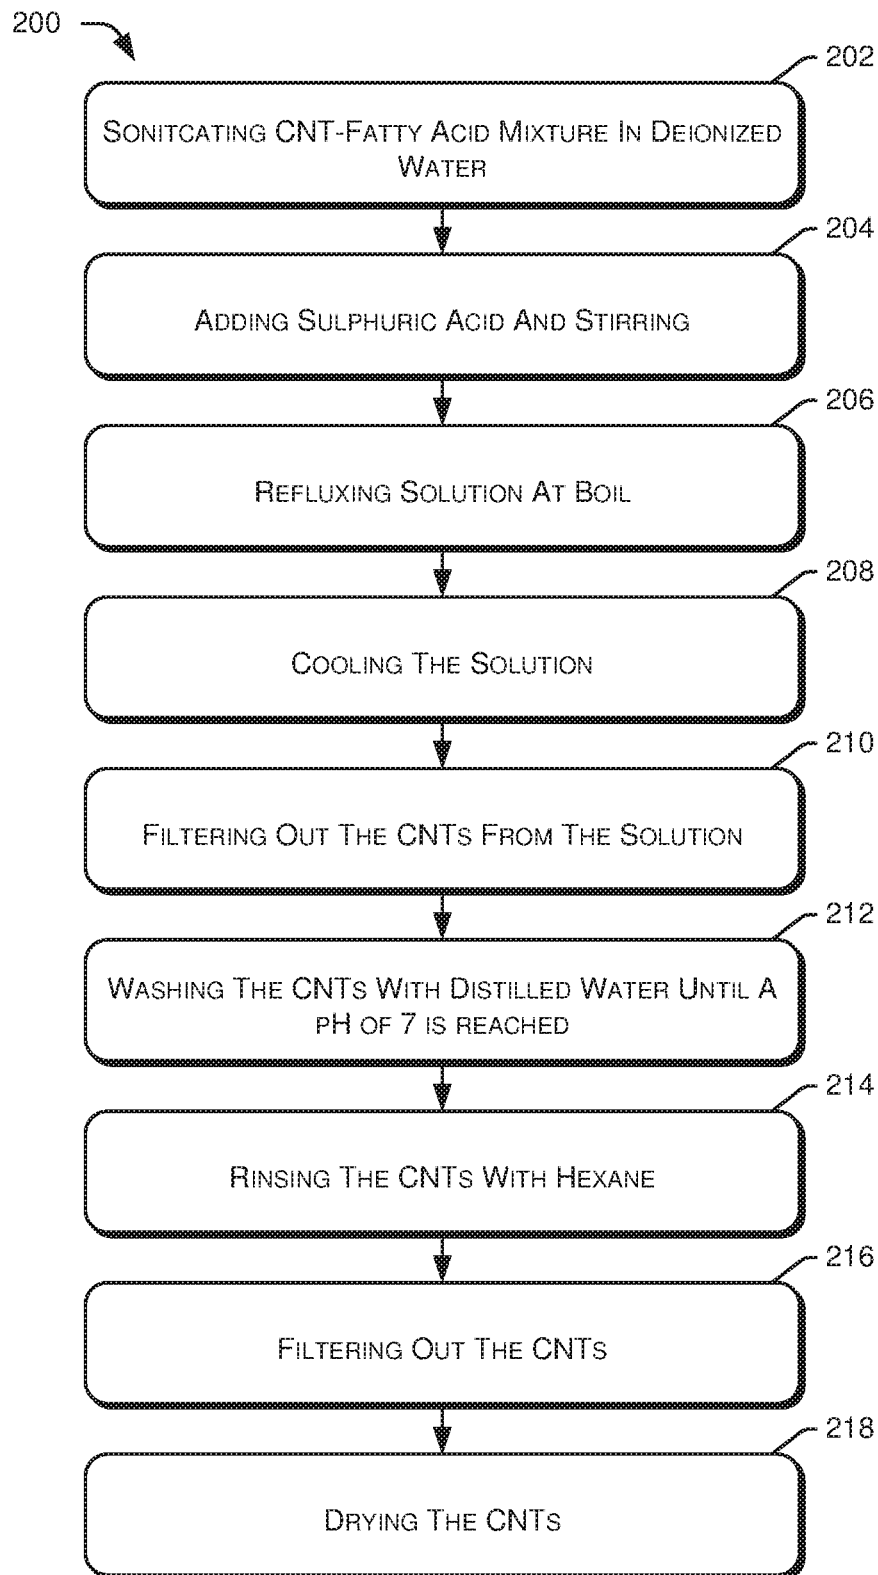 200
202
SONITCATING CNT-FATTY ACID MIXTURE IN DEIONIZED
WATER
204
ADDING SULPHURIC ACID AND STIRRING
206
REFLUXING SOLUTION AT BOIL
208
COOLING THE SOLUTION
210
FILTERING OUT THE CNTS FROM THE SOLUTION
212
WASHING THE CNTS WITH DISTILLED WATER UNTIL A
PH OF 7 IS REACHED
214
RINSING THE CNTS WITH HEXANE
216
FILTERING OUT THE CNTS
218
DRYING THE CNTS